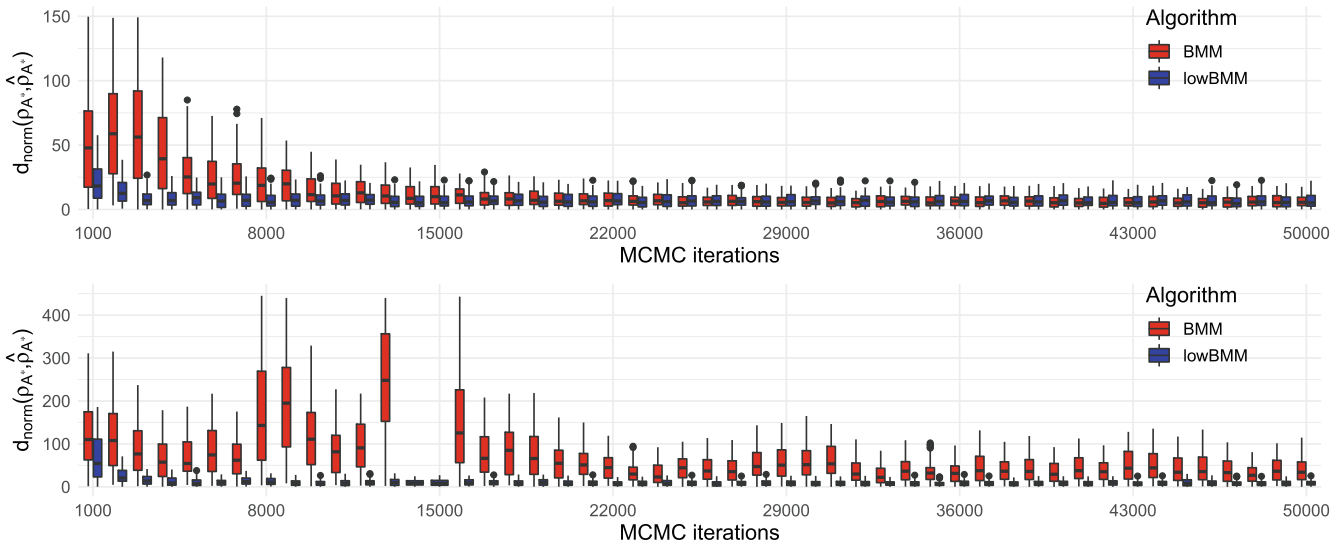 Algorithm
BMM
lowBMM
d_norm(ρ_A*, ρ̂_A*)
150
100
50
0
1000 8000 15000 22000 29000 36000 43000 50000
MCMC iterations
Algorithm
BMM
lowBMM
d_norm(ρ_A*, ρ̂_A*)
400
300
200
100
0
1000 8000 15000 22000 29000 36000 43000 50000
MCMC iterations